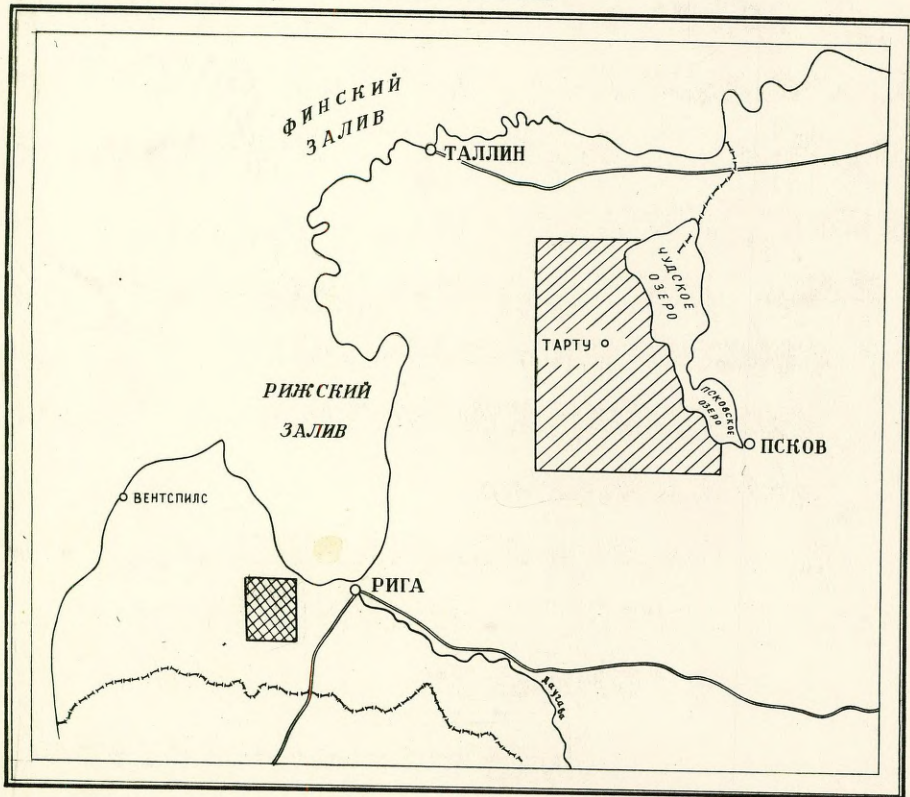 ФИНСКИЙ
ЗАЛИВ
ТАЛЛИН
ЧУДСКОЕ
ОЗЕРО
ТАРТУ
РИЖСКИЙ
ЗАЛИВ
ПСКОВСКОЕ
ОЗЕРО
ПСКОВ
ВЕНТСПИЛС
РИГА
даугава